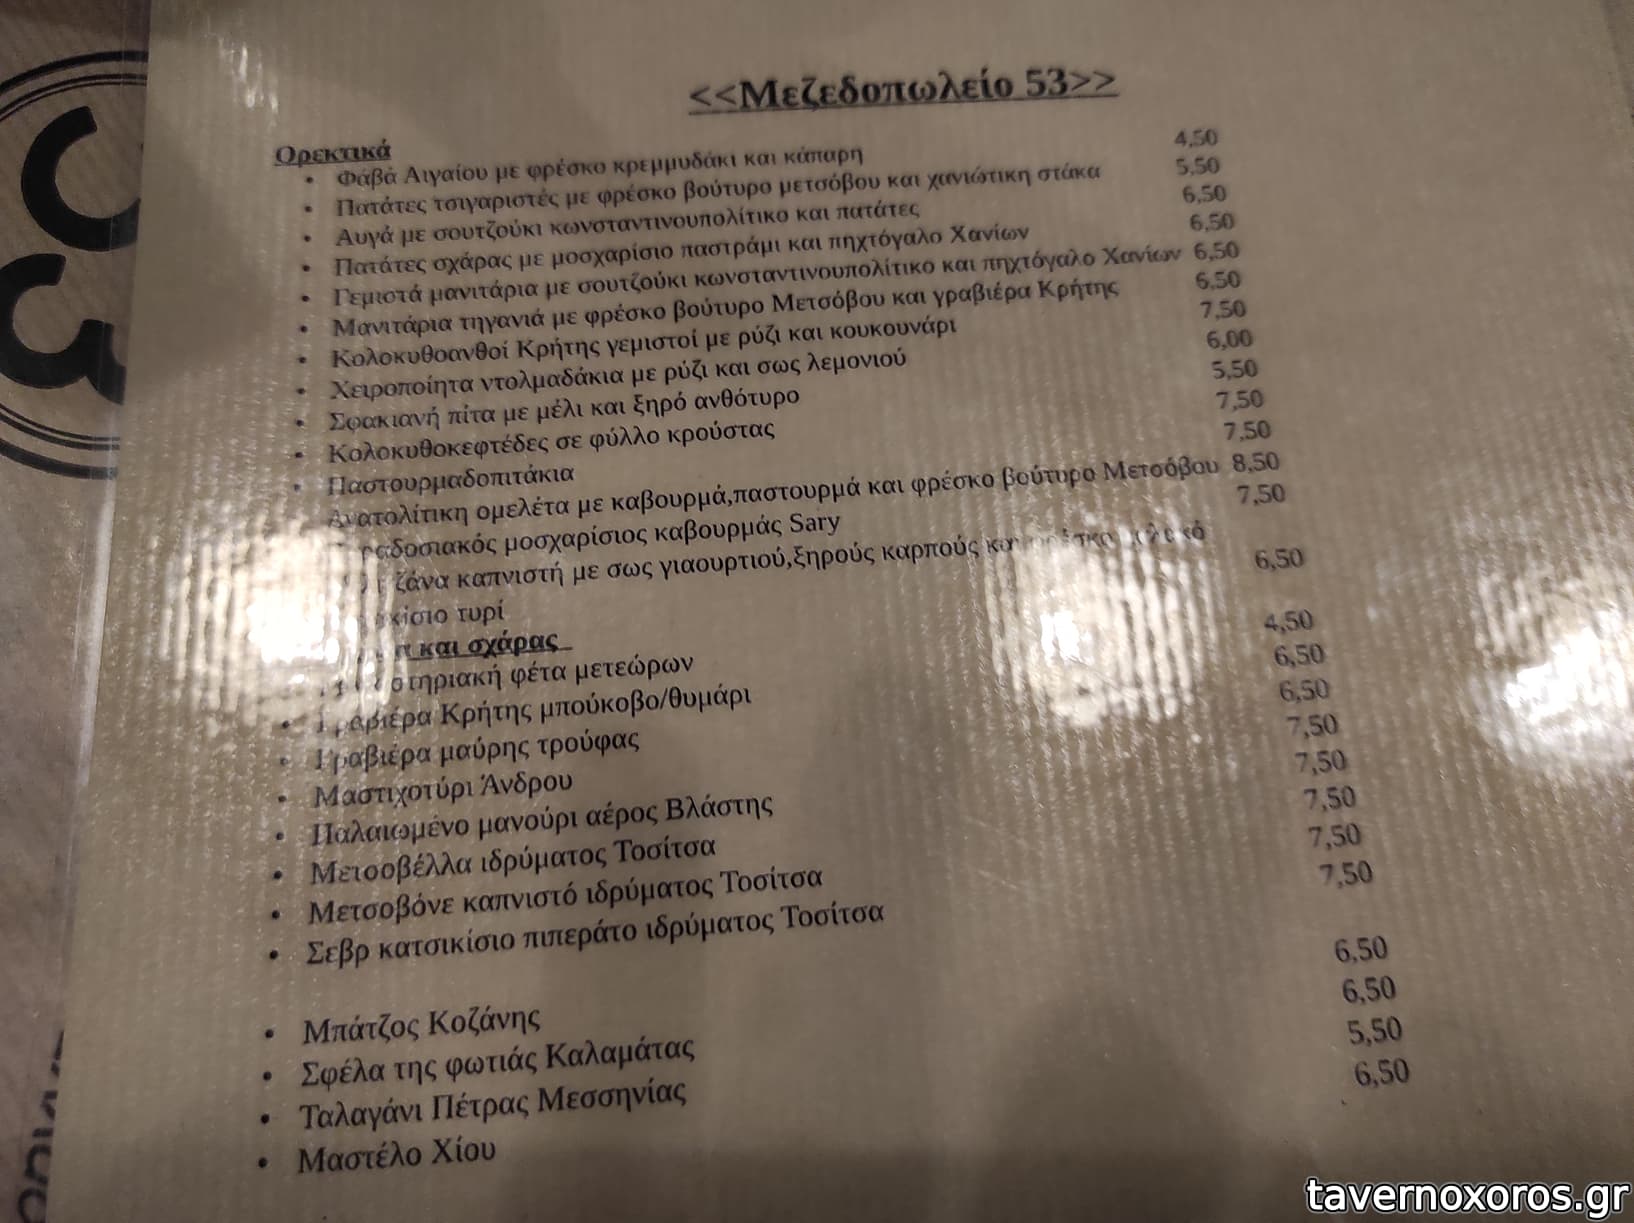 <<Μεζεδοπωλείο 53>>
Ορεκτικά
• Φάβα Αιγαίου με φρέσκο κρεμμυδάκι και κάπαρη 4,50
• Πατάτες τσιγαριστές με φρέσκο βούτυρο μετσόβου και χανιώτικη στάκα 5,50
• Αυγά με σουτζούκι κωνσταντινουπολίτικο και πατάτες 6,50
• Πατάτες σχάρας με μοσχαρίσιο παστράμι και πηχτόγαλο Χανίων 6,50
• Γεμιστά μανιτάρια με σουτζούκι κωνσταντινουπολίτικο και πηχτόγαλο Χανίων 6,50
• Μανιτάρια τηγανιά με φρέσκο βούτυρο Μετσόβου και γραβιέρα Κρήτης 6,50
• Κολοκυθοανθοί Κρήτης γεμιστοί με ρύζι και κουκουνάρι 7,50
• Χειροποίητα ντολμαδάκια με ρύζι και σως λεμονιού 6,00
• Σφακιανή πίτα με μέλι και ξηρό ανθότυρο 5,50
• Κολοκυθοκεφτέδες σε φύλλο κρούστας 7,50
• Παστουρμαδοπιτάκια 7,50
Ανατολίτικη ομελέτα με καβουρμά,παστουρμά και φρέσκο βούτυρο Μετσόβου 8,50
μοσχαρίσιος καβουρμάς Sary 7,50
καπνιστή με σως γιαουρτιού,ξηρούς καρπούς
τυρί 6,50
και σχάρας
φέτα μετεώρων 4,50
• Γραβιέρα Κρήτης μπούκοβο/θυμάρι 6,50
• Γραβιέρα μαύρης τρούφας 6,50
• Μαστιχοτύρι Άνδρου 7,50
• Παλαιωμένο μανούρι αέρος Βλάστης 7,50
• Μετσοβέλλα ιδρύματος Τοσίτσα 7,50
• Μετσοβόνε καπνιστό ιδρύματος Τοσίτσα 7,50
• Σεβρ κατσικίσιο πιπεράτο ιδρύματος Τοσίτσα 7,50
• Μπάτζος Κοζάνης 6,50
• Σφέλα της φωτιάς Καλαμάτας 6,50
• Ταλαγάνι Πέτρας Μεσσηνίας 5,50
• Μαστέλο Χίου 6,50
tavernoxoros.gr